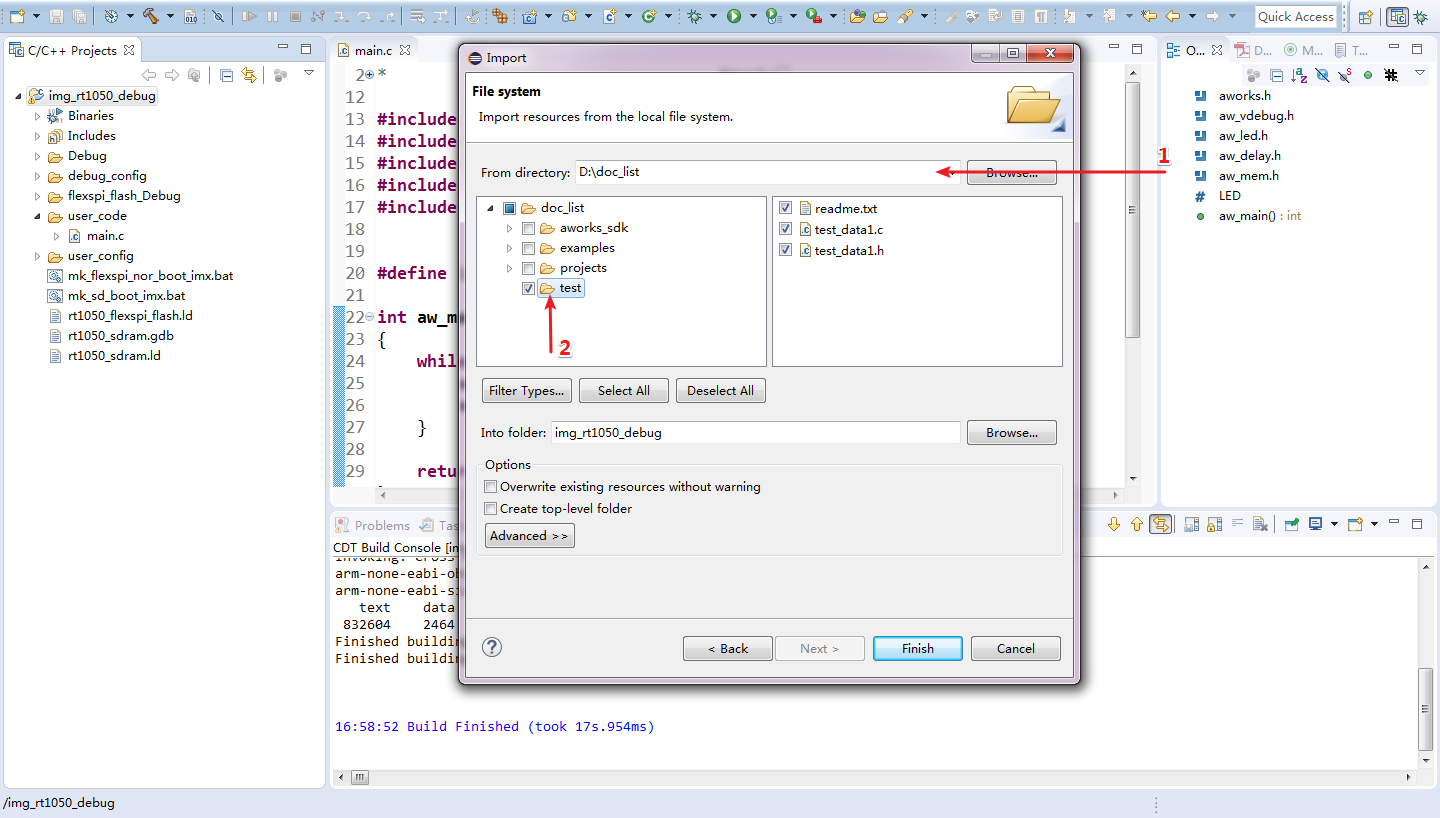 Quick Access
C/C++ Projects
img_rt1050_debug
Binaries
Includes
Debug
debug_config
flexspi_flash_Debug
user_code
main.c
user_config
mk_flexspi_nor_boot_imx.bat
mk_sd_boot_imx.bat
rt1050_flexspi_flash.ld
rt1050_sdram.gdb
rt1050_sdram.ld
main.c
2 *
12
13 #include
14 #include
15 #include
16 #include
17 #include
18
19
20 #define
21
22 int aw_m
23 {
24 whil
25
26
27 }
28
29 retu
Import
File system
Import resources from the local file system.
From directory: D:\doc_list
Browse...
1
doc_list
aworks_sdk
examples
projects
test
2
readme.txt
test_data1.c
test_data1.h
Filter Types...
Select All
Deselect All
Into folder: img_rt1050_debug
Browse...
Options
Overwrite existing resources without warning
Create top-level folder
Advanced >>
< Back
Next >
Finish
Cancel
O...
D...
M...
T...
aworks.h
aw_vdebug.h
aw_led.h
aw_delay.h
aw_mem.h
LED
aw_main() : int
Problems
Tas
CDT Build Console [im
arm-none-eabi-ob
arm-none-eabi-si
text data
832604 2464
Finished buildin
Finished buildin
16:58:52 Build Finished (took 17s.954ms)
/img_rt1050_debug